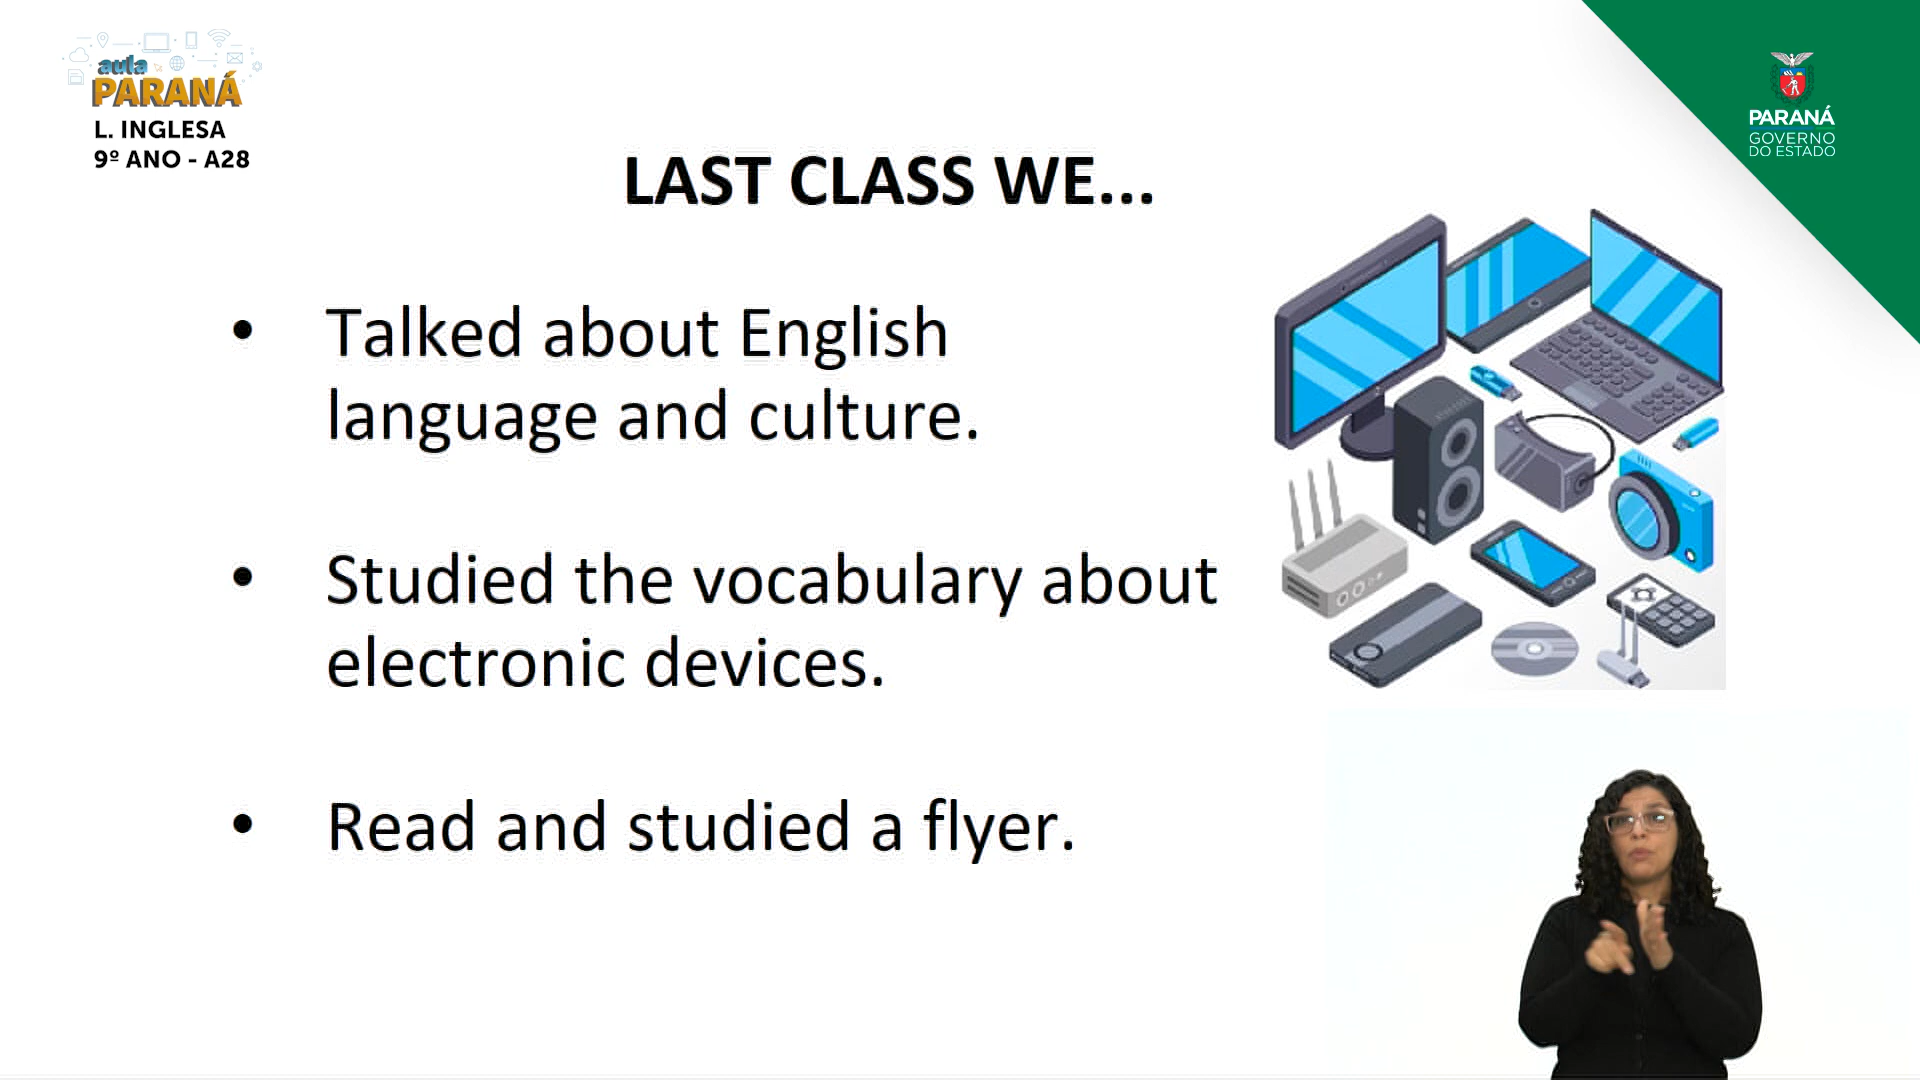 aula
PARANÁ
L. INGLESA
9º ANO - A28
PARANÁ
GOVERNO
DO ESTADO
LAST CLASS WE...
• Talked about English
language and culture.
• Studied the vocabulary about
electronic devices.
• Read and studied a flyer.